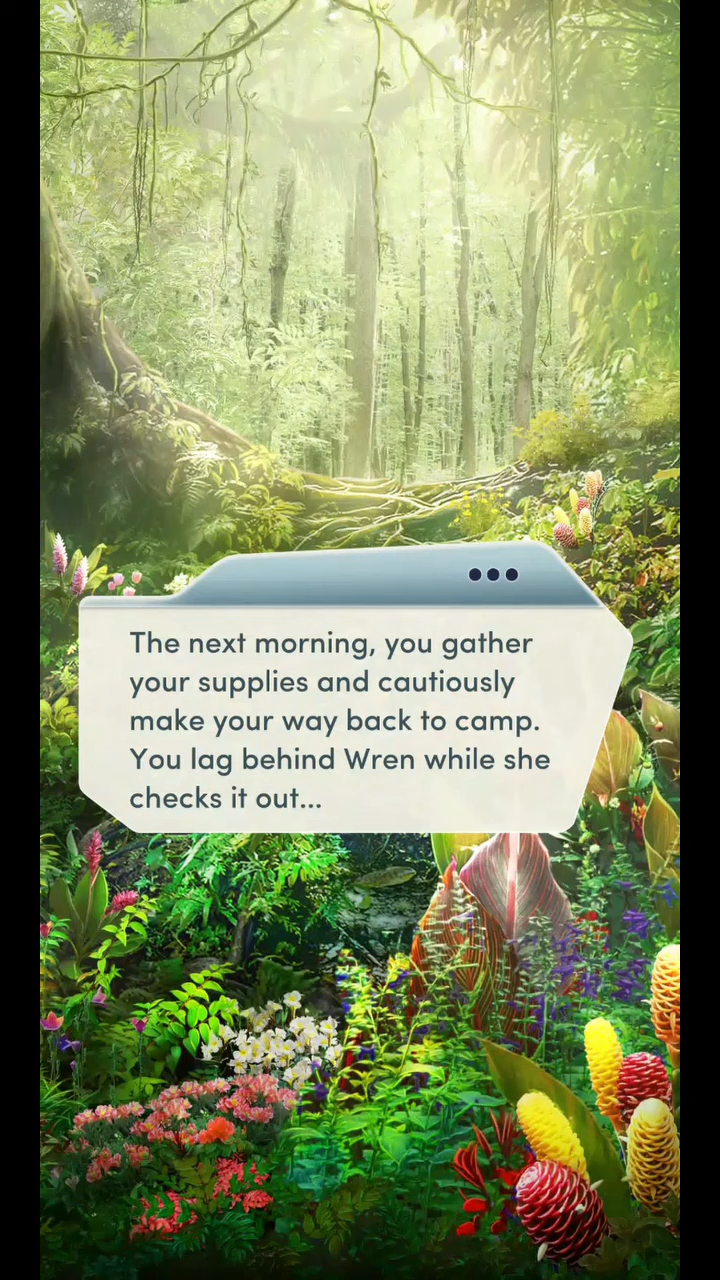 The next morning, you gather
your supplies and cautiously
make your way back to camp.
You lag behind Wren while she
checks it out...